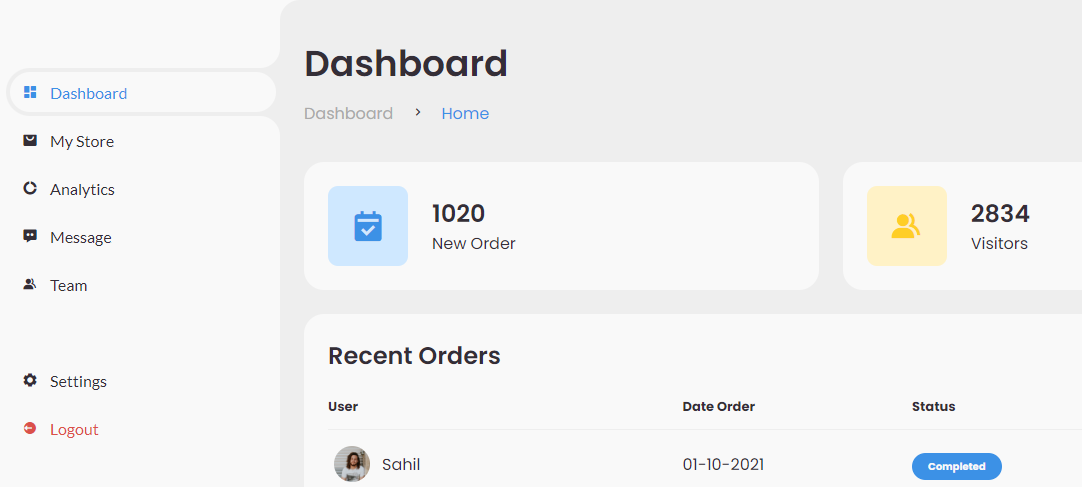 Dashboard
My Store
Analytics
Message
Team
Settings
Logout
Dashboard
Dashboard > Home
1020
New Order
2834
Visitors
Recent Orders
User Date Order Status
Sahil 01-10-2021 Completed